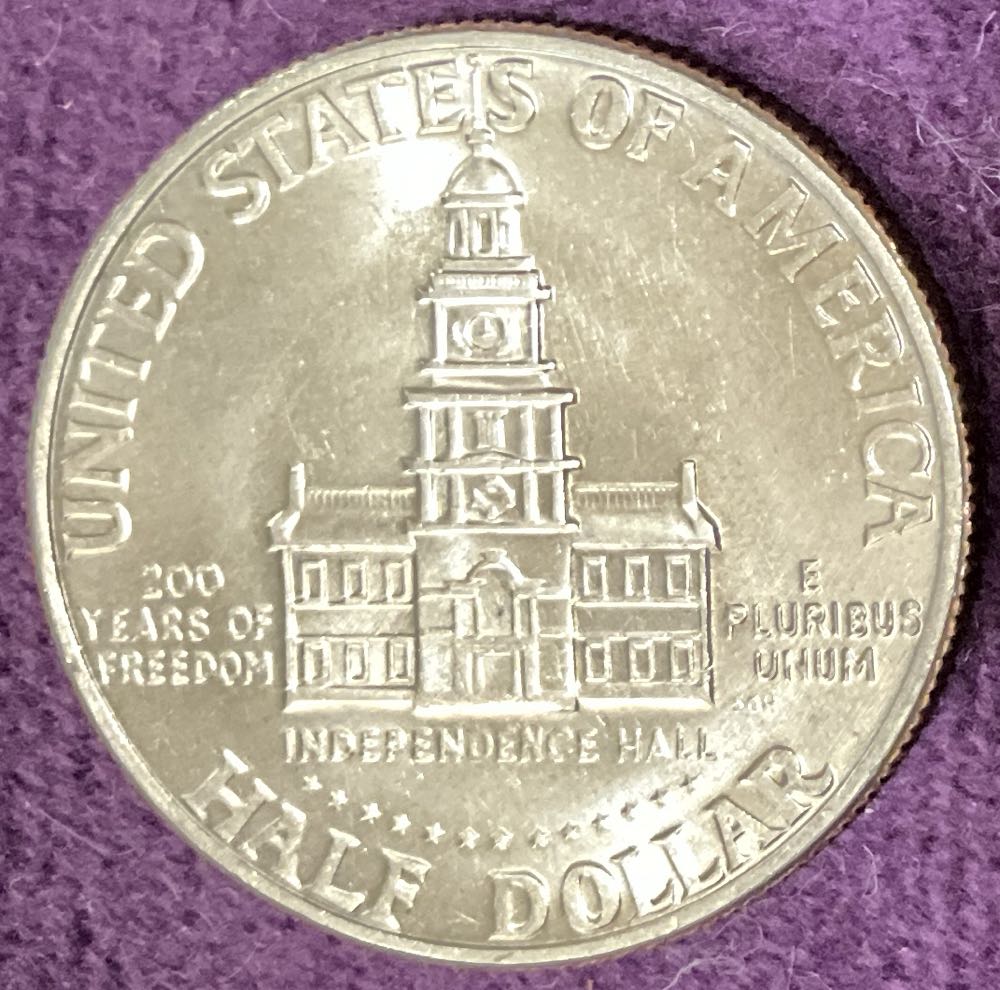 UNITED STATES OF AMERICA
200
YEARS OF
FREEDOM
E
PLURIBUS
UNUM
INDEPENDENCE HALL
HALF DOLLAR